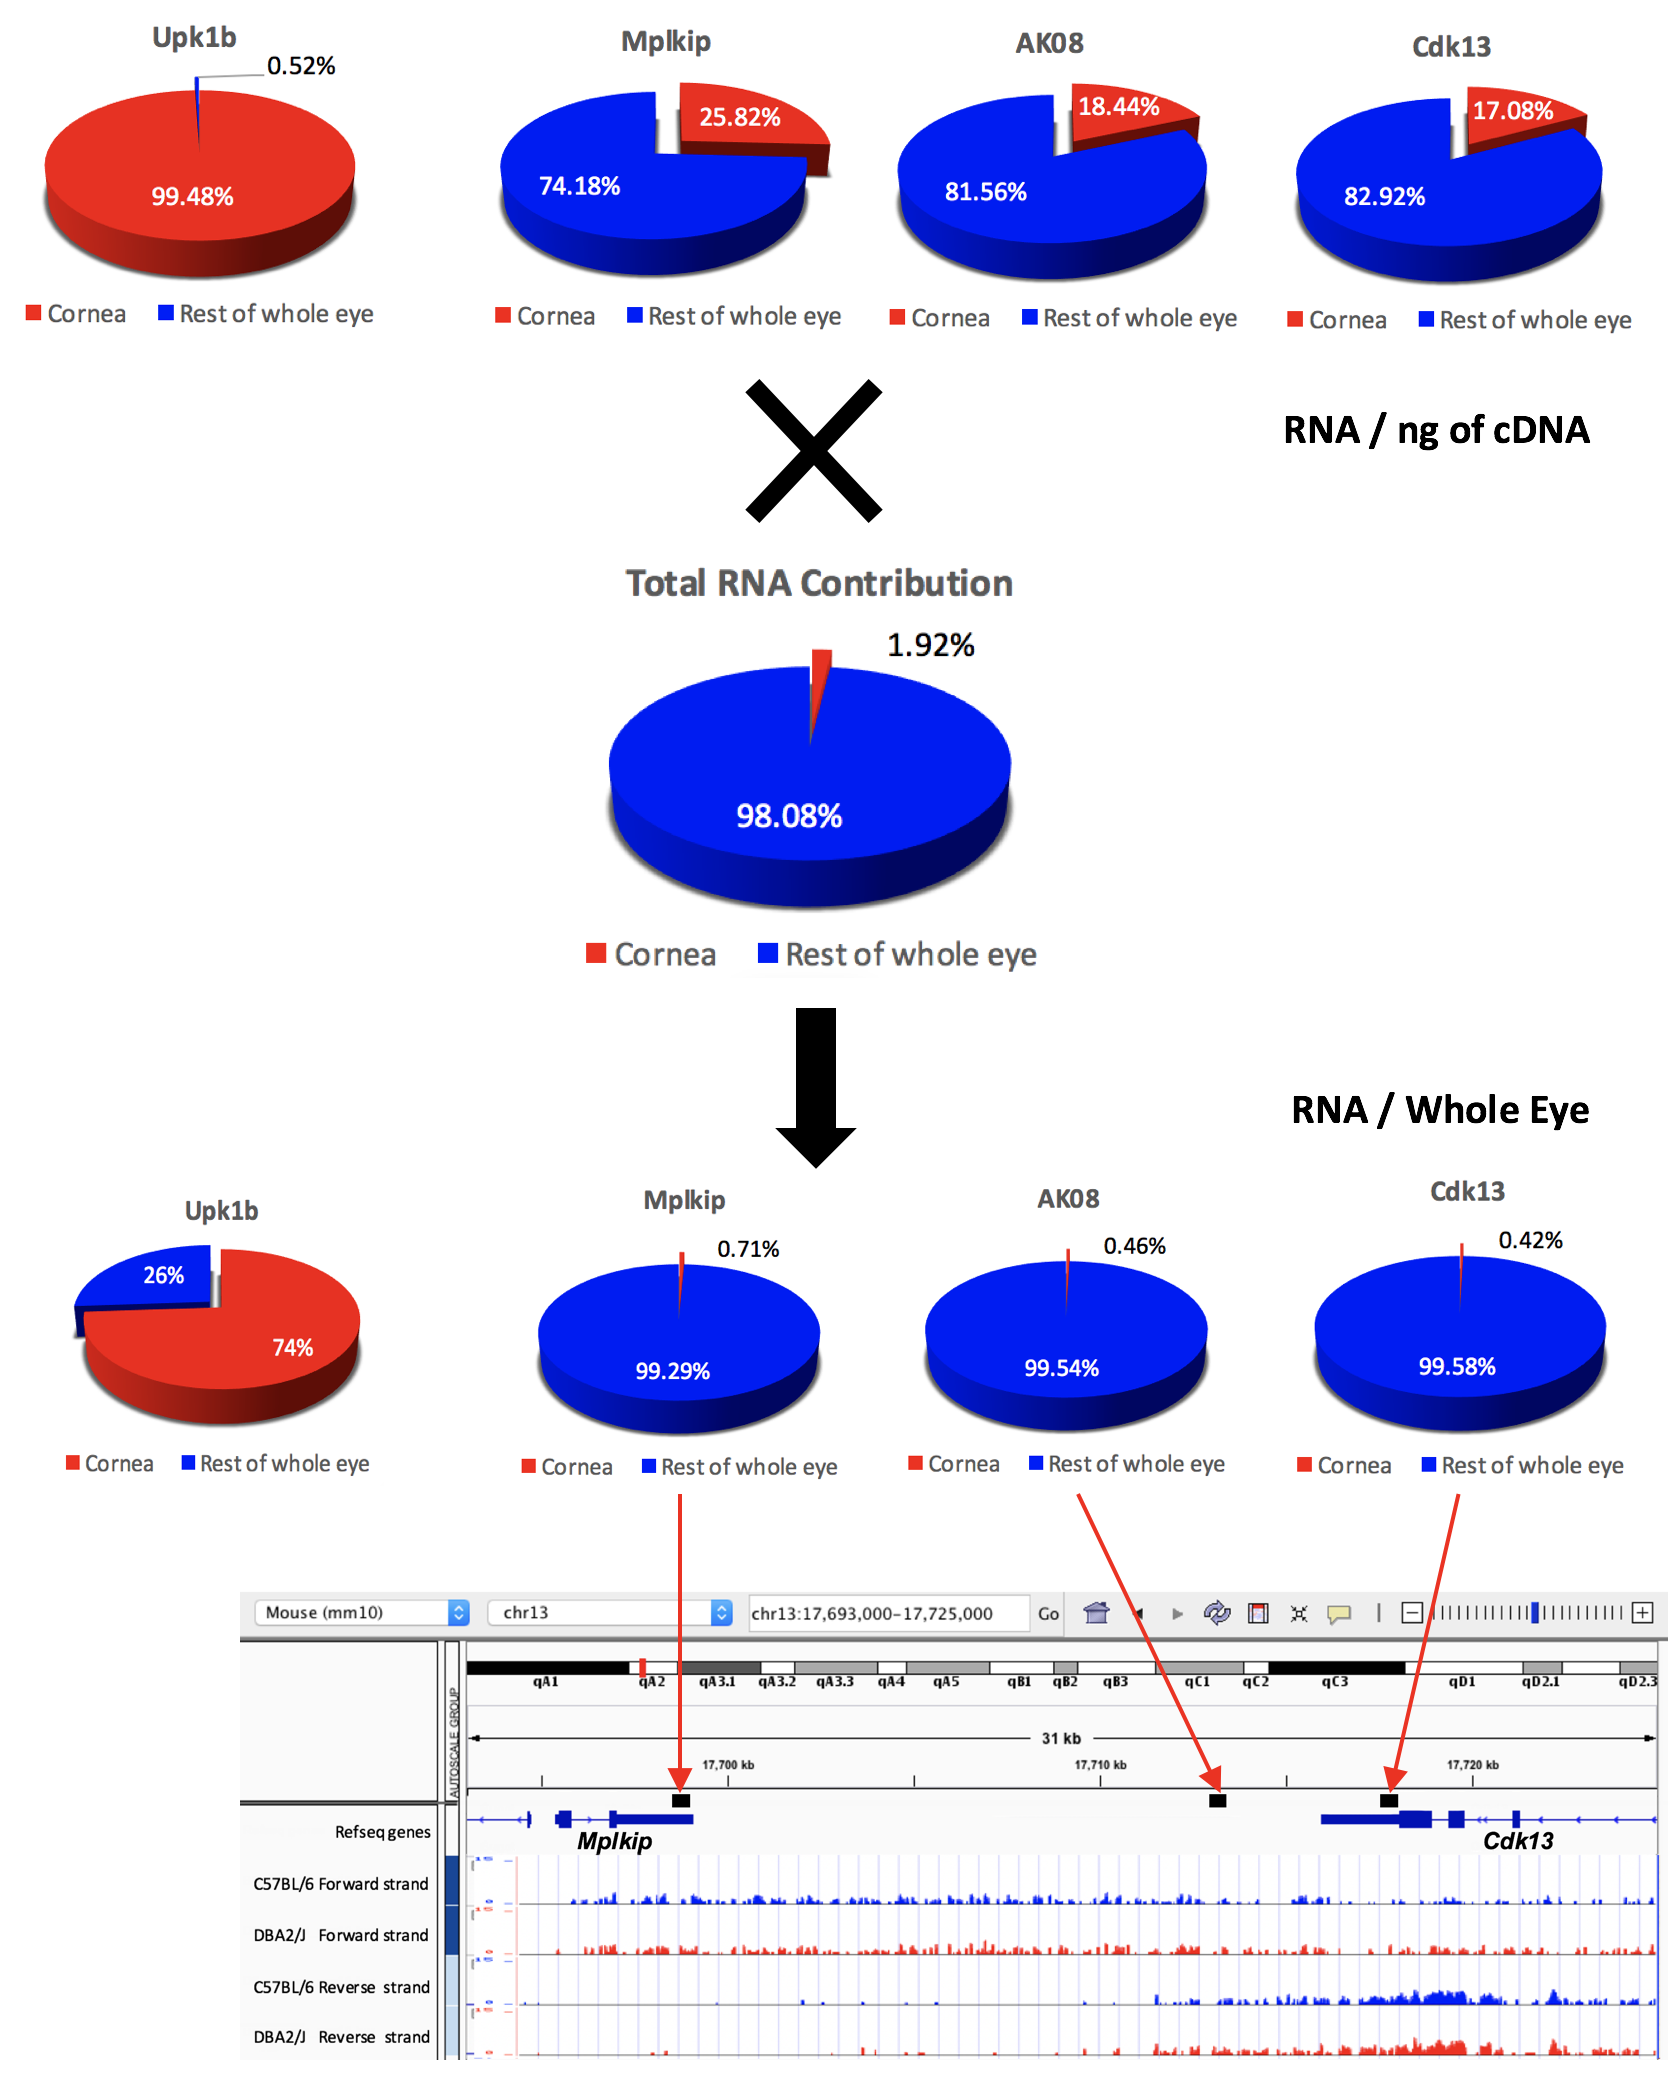 Upk1b
Mplkip
AK08
Cdk13
0.52%
99.48%
25.82%
74.18%
18.44%
81.56%
17.08%
82.92%
Cornea Rest of whole eye
Cornea Rest of whole eye
Cornea Rest of whole eye
Cornea Rest of whole eye
RNA / ng of cDNA
Total RNA Contribution
1.92%
98.08%
Cornea Rest of whole eye
RNA / Whole Eye
Upk1b
Mplkip
AK08
Cdk13
26%
74%
0.71%
99.29%
0.46%
99.54%
0.42%
99.58%
Cornea Rest of whole eye
Cornea Rest of whole eye
Cornea Rest of whole eye
Cornea Rest of whole eye
Mouse (mm10) chr13 chr13:17,693,000-17,725,000 Go
AUTOSCALE GROUP
qA1 qA2 qA3.1 qA3.2 qA3.3 qA4 qA5 qB1 qB2 qB3 qC1 qC2 qC3 qD1 qD2.1 qD2.3
31 kb
17,700 kb 17,710 kb 17,720 kb
Refseq genes
Mplkip Cdk13
C57BL/6 Forward strand
DBA2/J Forward strand
C57BL/6 Reverse strand
DBA2/J Reverse strand